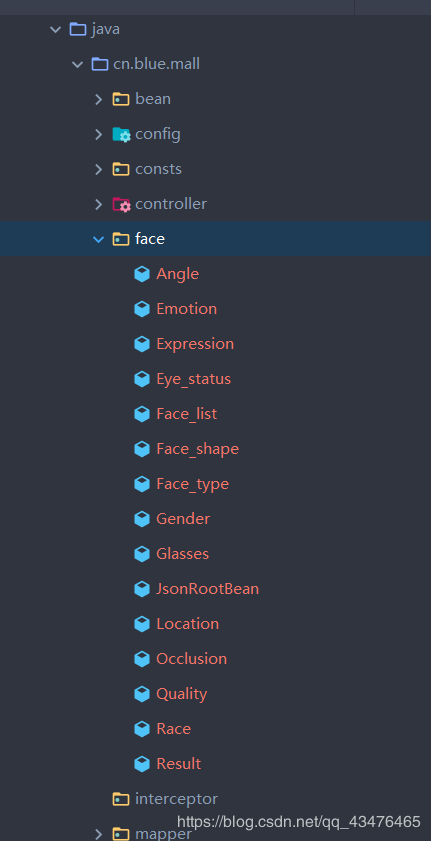 java
cn.blue.mall
bean
config
consts
controller
face
Angle
Emotion
Expression
Eye_status
Face_list
Face_shape
Face_type
Gender
Glasses
JsonRootBean
Location
Occlusion
Quality
Race
Result
interceptor
https://blog.csdn.net/qq_43476465
mapper